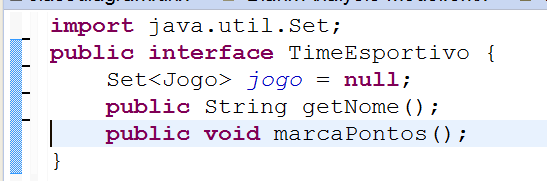 import java.util.Set;
public interface TimeEsportivo {
Set<Jogo> jogo = null;
public String getNome();
public void marcaPontos();
}